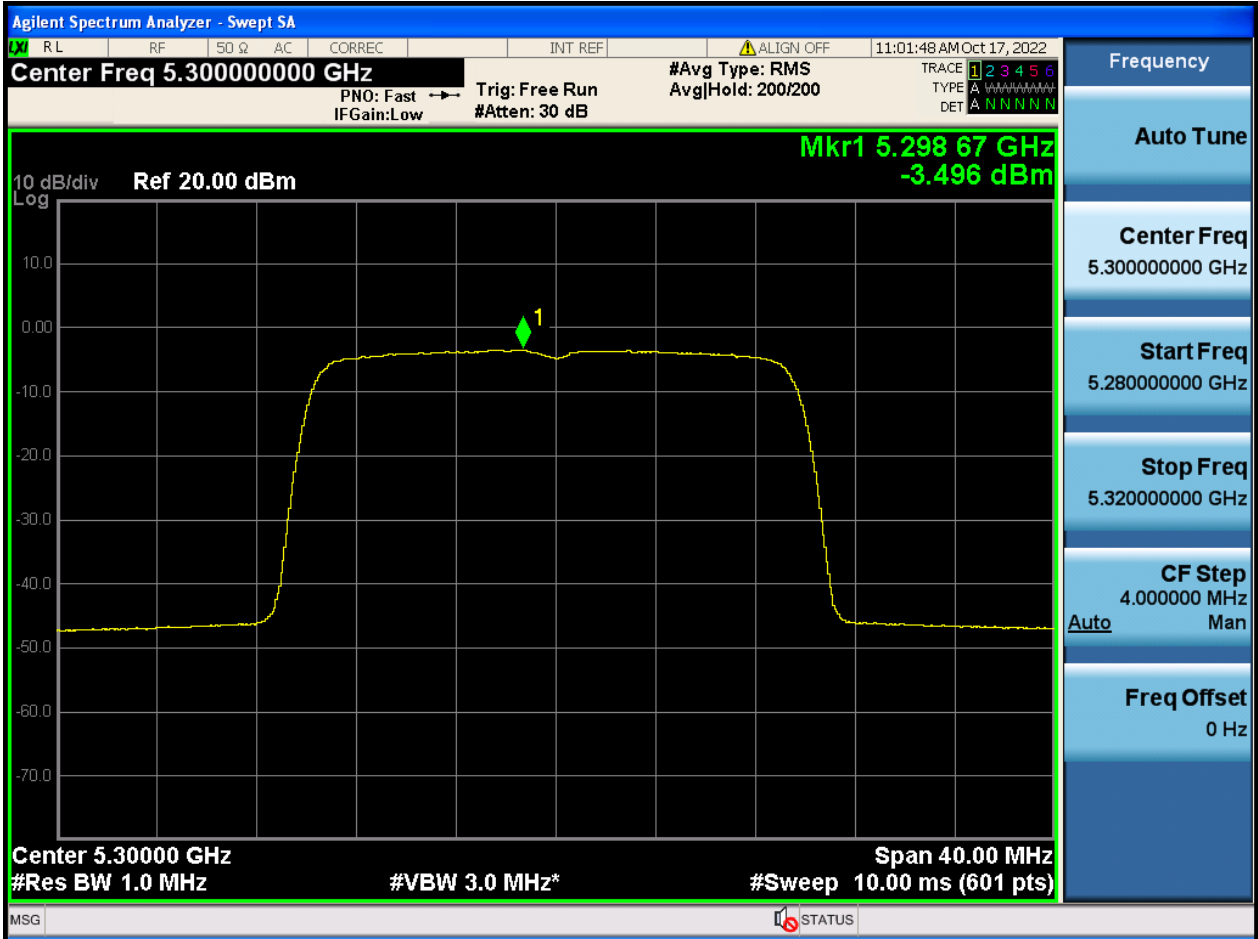 Agilent Spectrum Analyzer - Swept SA
LXI RL RF 50 Ω AC CORREC INT REF ALIGN OFF 11:01:48 AM Oct 17, 2022
Center Freq 5.300000000 GHz
PNO: Fast
IFGain:Low
Trig: Free Run
#Atten: 30 dB
#Avg Type: RMS
Avg|Hold: 200/200
TRACE 1 2 3 4 5 6
TYPE A WWWWW
DET A N N N N N
Mkr1 5.298 67 GHz
-3.496 dBm
10 dB/div Ref 20.00 dBm
Log
10.0
0.00
-10.0
-20.0
-30.0
-40.0
-50.0
-60.0
-70.0
1
Center 5.30000 GHz Span 40.00 MHz
#Res BW 1.0 MHz #VBW 3.0 MHz* #Sweep 10.00 ms (601 pts)
MSG STATUS
Frequency
Auto Tune
Center Freq
5.300000000 GHz
Start Freq
5.280000000 GHz
Stop Freq
5.320000000 GHz
CF Step
4.000000 MHz
Auto Man
Freq Offset
0 Hz